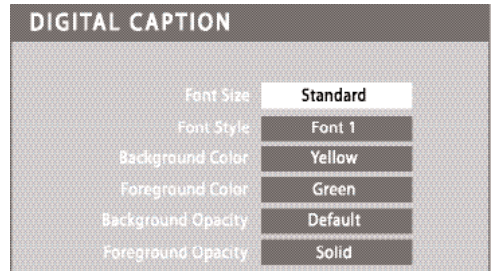 DIGITAL CAPTION
Font Size Standard
Font Style Font 1
Background Color Yellow
Foreground Color Green
Background Opacity Default
Foreground Opacity Solid